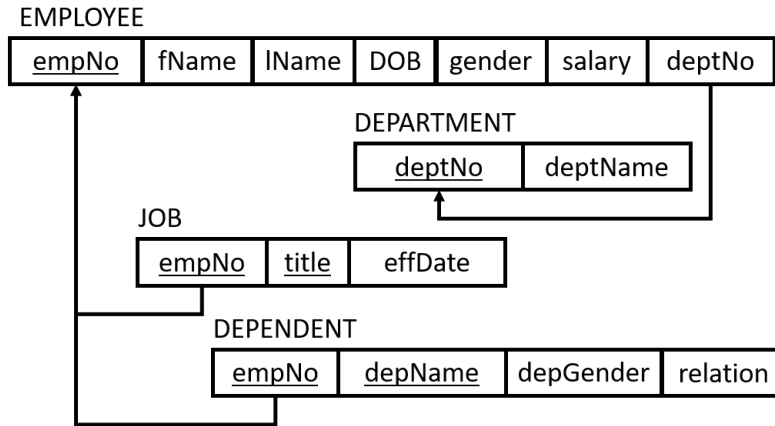 EMPLOYEE
empNo fName lName DOB gender salary deptNo
DEPARTMENT
deptNo deptName
JOB
empNo title effDate
DEPENDENT
empNo depName depGender relation